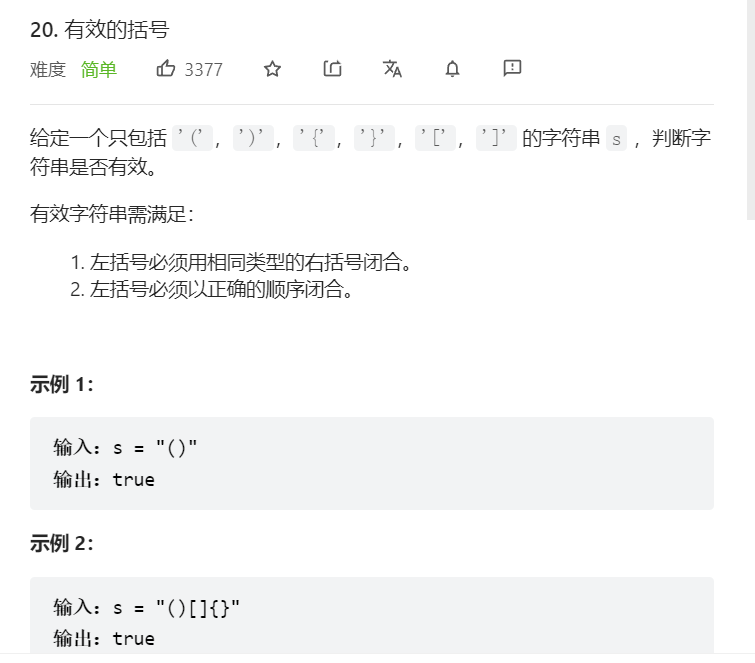 20. 有效的括号
难度 简单 3377
给定一个只包括 '('，')'，'{'，'}'，'['，']' 的字符串 s ，判断字
符串是否有效。
有效字符串需满足：
1. 左括号必须用相同类型的右括号闭合。
2. 左括号必须以正确的顺序闭合。
示例 1：
输入：s = "()"
输出：true
示例 2：
输入：s = "()[]{}"
输出：true